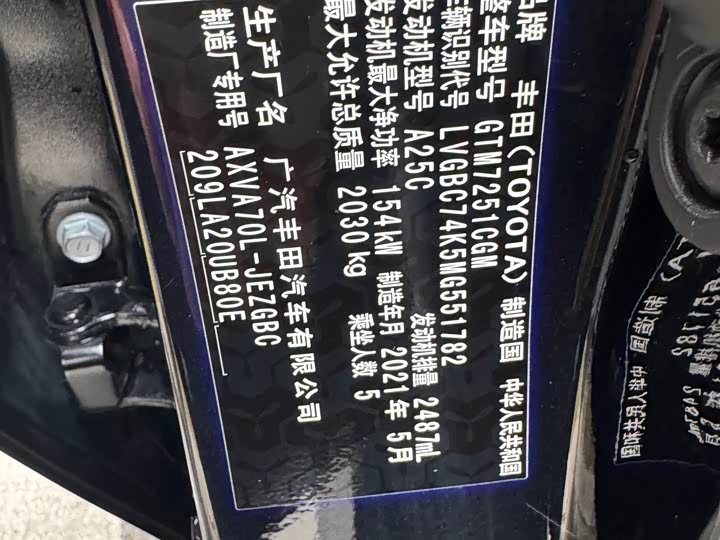 品牌 丰田(TOYOTA) 制造国 中华人民共和国
整车型号 GTM7251CGM
车辆识别代号 LVGBC74K5MG551782
发动机型号 A25C 发动机排量 2487mL
发动机最大净功率 154kW 制造年月 2021年 5月
最大允许总质量 2030kg 乘坐人数 5
生产厂名 广汽丰田汽车有限公司
制造厂专用号 AXVA70L-JEZGBC
209LA20UB80E